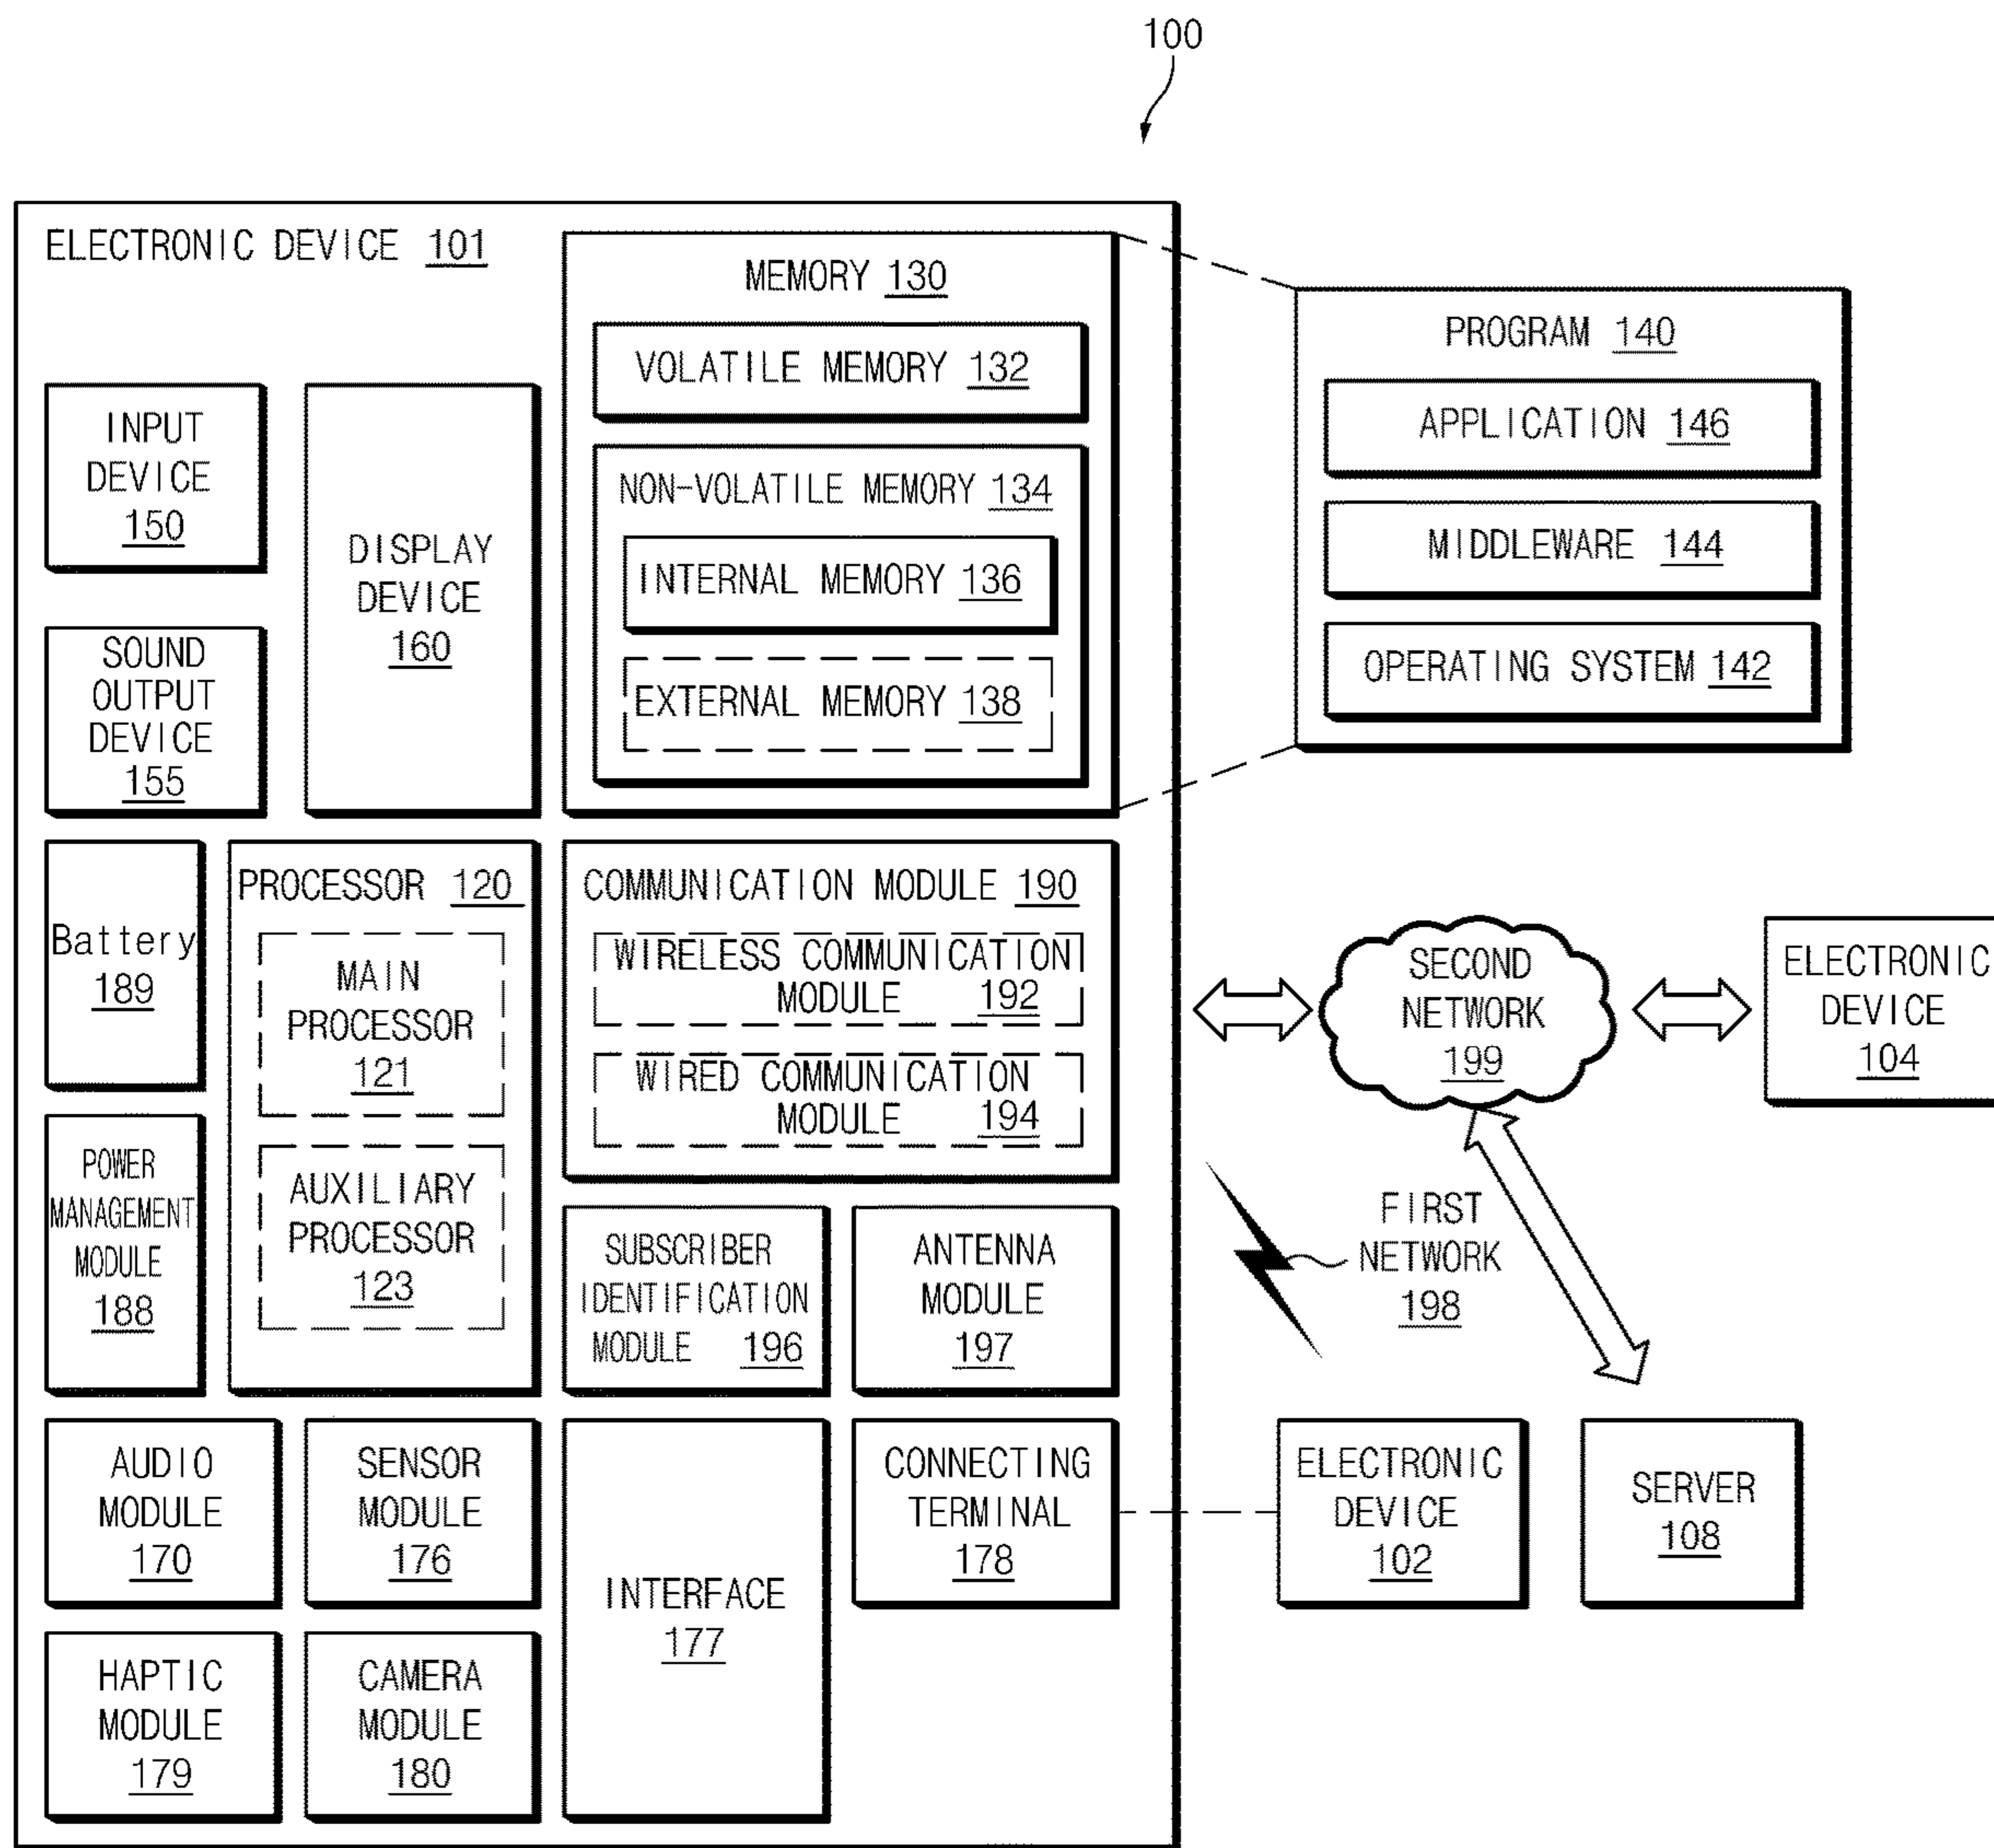 100
ELECTRONIC DEVICE 101
MEMORY 130
VOLATILE MEMORY 132
NON-VOLATILE MEMORY 134
INTERNAL MEMORY 136
EXTERNAL MEMORY 138
PROGRAM 140
APPLICATION 146
MIDDLEWARE 144
OPERATING SYSTEM 142
INPUT
DEVICE
150
SOUND
OUTPUT
DEVICE
155
DISPLAY
DEVICE
160
Battery
189
POWER
MANAGEMENT
MODULE
188
PROCESSOR 120
MAIN
PROCESSOR
121
AUXILIARY
PROCESSOR
123
COMMUNICATION MODULE 190
WIRELESS COMMUNICATION
MODULE 192
WIRED COMMUNICATION
MODULE 194
SUBSCRIBER
IDENTIFICATION
MODULE 196
ANTENNA
MODULE
197
SECOND
NETWORK
199
ELECTRONIC
DEVICE
104
FIRST
NETWORK
198
AUDIO
MODULE
170
SENSOR
MODULE
176
INTERFACE
177
CONNECTING
TERMINAL
178
ELECTRONIC
DEVICE
102
SERVER
108
HAPTIC
MODULE
179
CAMERA
MODULE
180